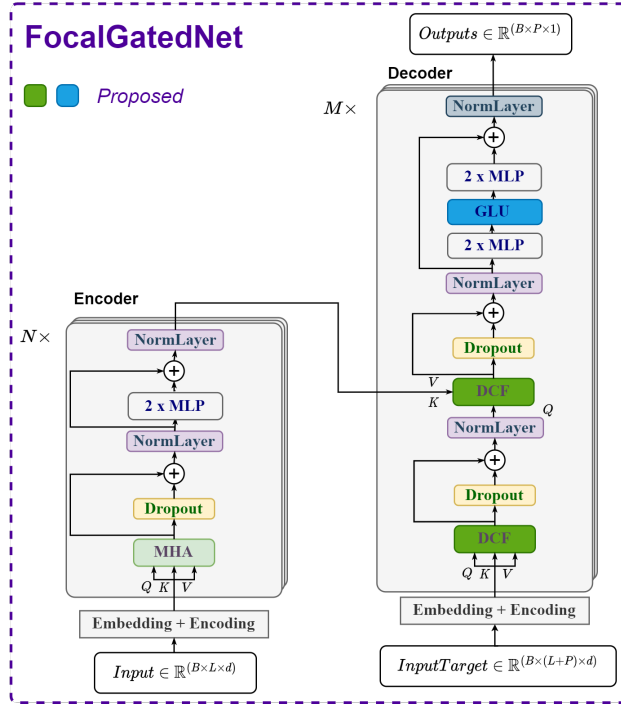 FocalGatedNet
Proposed
Outputs ∈ ℝ^(B×P×1)
Decoder
M×
NormLayer
+
2 x MLP
GLU
2 x MLP
NormLayer
+
Dropout
V
DCF
K
Q
NormLayer
+
Dropout
DCF
Q K V
Embedding + Encoding
InputTarget ∈ ℝ^(B×(L+P)×d)
Encoder
N×
NormLayer
+
2 x MLP
NormLayer
+
Dropout
MHA
Q K V
Embedding + Encoding
Input ∈ ℝ^(B×L×d)